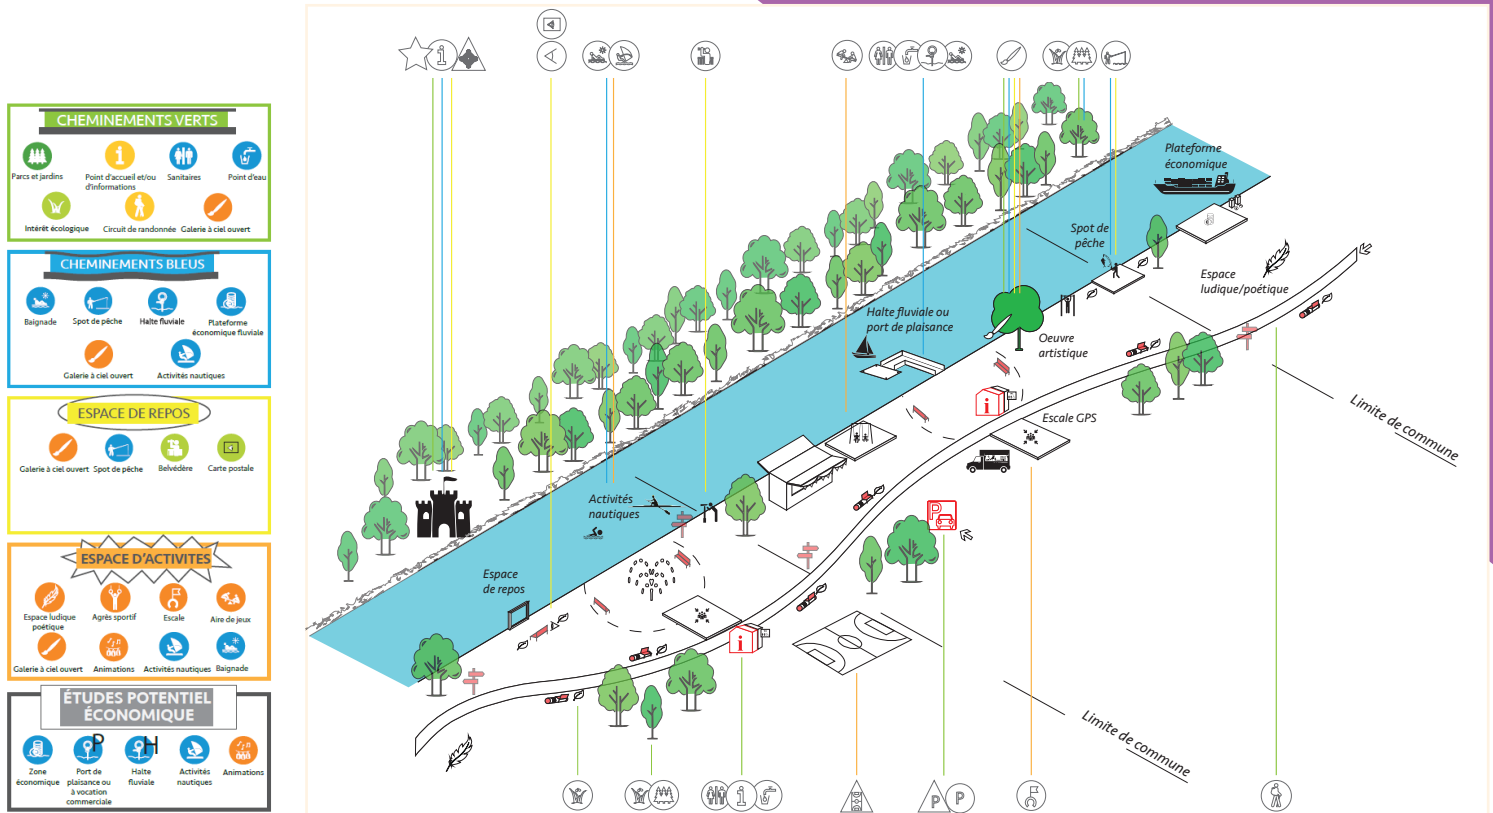 CHEMINEMENTS VERTS
Parcs et jardins
Point d'accueil et/ou
d'informations
Sanitaires
Point d'eau
Intérêt écologique
Circuit de randonnée
Galerie à ciel ouvert
CHEMINEMENTS BLEUS
Baignade
Spot de pêche
Halte fluviale
Plateforme
économique fluviale
Galerie à ciel ouvert
Activités nautiques
ESPACE DE REPOS
Galerie à ciel ouvert
Spot de pêche
Belvédère
Carte postale
ESPACE D'ACTIVITES
Espace ludique
poétique
Agrès sportif
Escale
Aire de jeux
Galerie à ciel ouvert
Animations
Activités nautiques
Baignade
ÉTUDES POTENTIEL
ÉCONOMIQUE
P
H
Zone
économique
Port de
plaisance ou
à vocation
commerciale
Halte
fluviale
Activités
nautiques
Animations
Plateforme
économique
Spot de
pêche
Espace
ludique/poétique
Halte fluviale ou
port de plaisance
Oeuvre
artistique
i
Escale GPS
Limite de commune
Activités
nautiques
P
Espace
de repos
i
Limite de commune
P
P